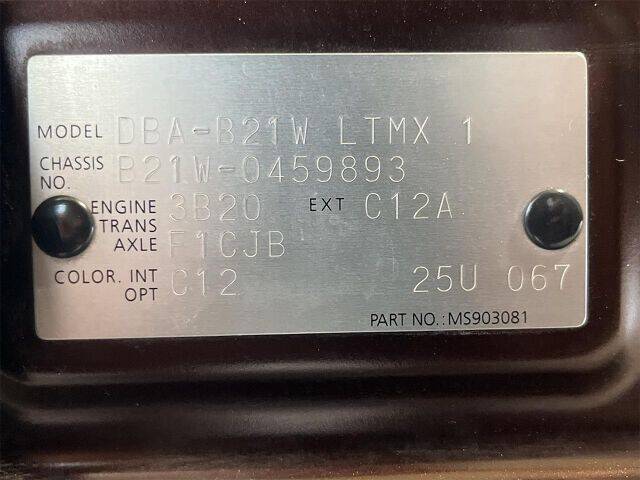 MODEL DBA-B21W LTMX 1
CHASSIS NO. B21W-0459893
ENGINE 3B20 EXT C12A
TRANS AXLE F1CJB
COLOR. INT OPT C12 25U 067
PART NO.: MS903081